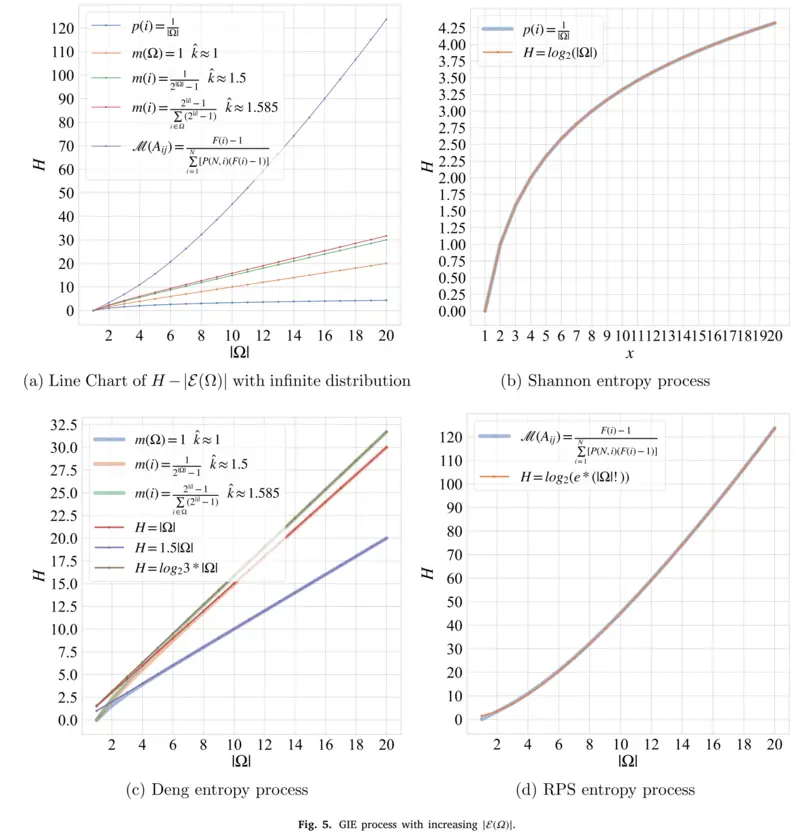 120
110
100
90
80
70
60
50
40
30
20
10
0
H
p(i) = 1/|Ω|
m(Ω) = 1 k̂ ≈ 1
m(i) = 1/(2^|Ω| − 1) k̂ ≈ 1.5
m(i) = (2^|i| − 1)/∑_{i∈Ω}(2^|i| − 1) k̂ ≈ 1.585
ℳ(A_ij) = (F(i) − 1)/∑_{i=1}^{N}[P(N, i)(F(i) − 1)]
2 4 6 8 10 12 14 16 18 20
|Ω|
(a) Line Chart of H − |ℰ(Ω)| with infinite distribution
4.25
4.00
3.75
3.50
3.25
3.00
2.75
2.50
2.25
2.00
1.75
1.50
1.25
1.00
0.75
0.50
0.25
0.00
H
p(i) = 1/|Ω|
H = log₂(|Ω|)
1 2 3 4 5 6 7 8 9 10 11 12 13 14 15 16 17 18 19 20
x
(b) Shannon entropy process
32.5
30.0
27.5
25.0
22.5
20.0
17.5
15.0
12.5
10.0
7.5
5.0
2.5
0.0
H
m(Ω) = 1 k̂ ≈ 1
m(i) = 1/(2^|Ω| − 1) k̂ ≈ 1.5
m(i) = (2^|i| − 1)/∑_{i∈Ω}(2^|i| − 1) k̂ ≈ 1.585
H = |Ω|
H = 1.5|Ω|
H = log₂3 * |Ω|
2 4 6 8 10 12 14 16 18 20
|Ω|
(c) Deng entropy process
120
110
100
90
80
70
60
50
40
30
20
10
0
H
ℳ(A_ij) = (F(i) − 1)/∑_{i=1}^{N}[P(N, i)(F(i) − 1)]
H = log₂(e * (|Ω|! ))
2 4 6 8 10 12 14 16 18 20
|Ω|
(d) RPS entropy process
Fig. 5. GIE process with increasing |ℰ(Ω)|.